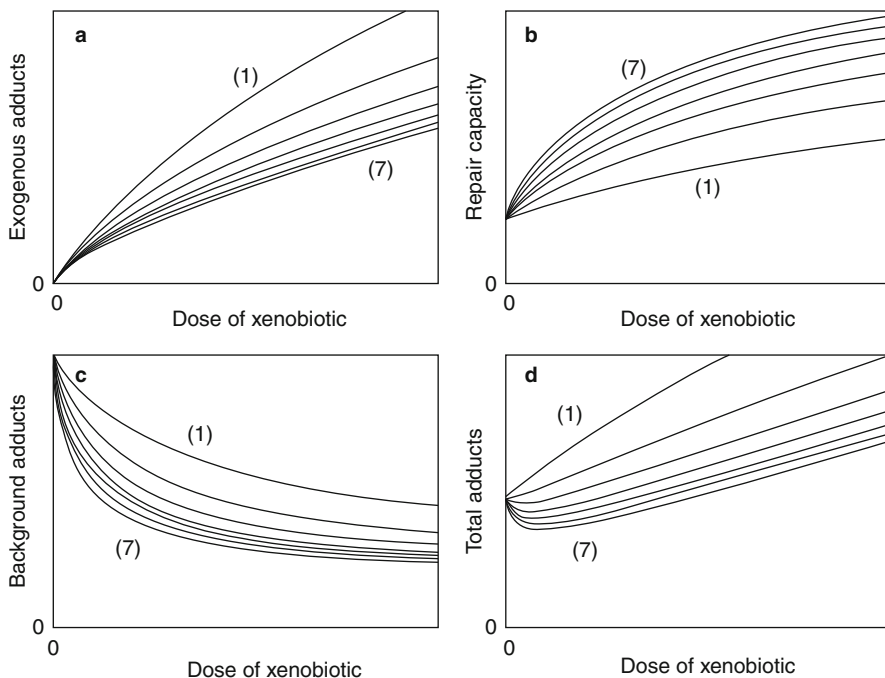 a
(1)
(7)
Exogenous adducts
0
0
Dose of xenobiotic
b
(7)
(1)
Repair capacity
0
0
Dose of xenobiotic
c
(1)
(7)
Background adducts
0
0
Dose of xenobiotic
d
(1)
(7)
Total adducts
0
0
Dose of xenobiotic